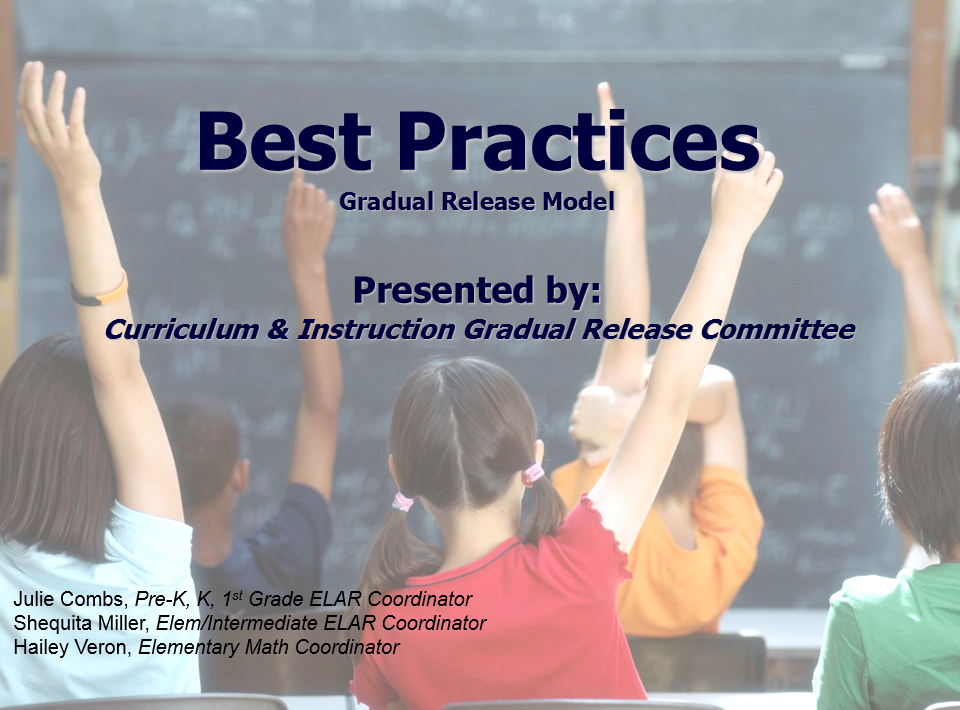 Best Practices
Gradual Release Model
Presented by:
Curriculum & Instruction Gradual Release Committee
Julie Combs, Pre-K, K, 1st Grade ELAR Coordinator
Shequita Miller, Elem/Intermediate ELAR Coordinator
Hailey Veron, Elementary Math Coordinator